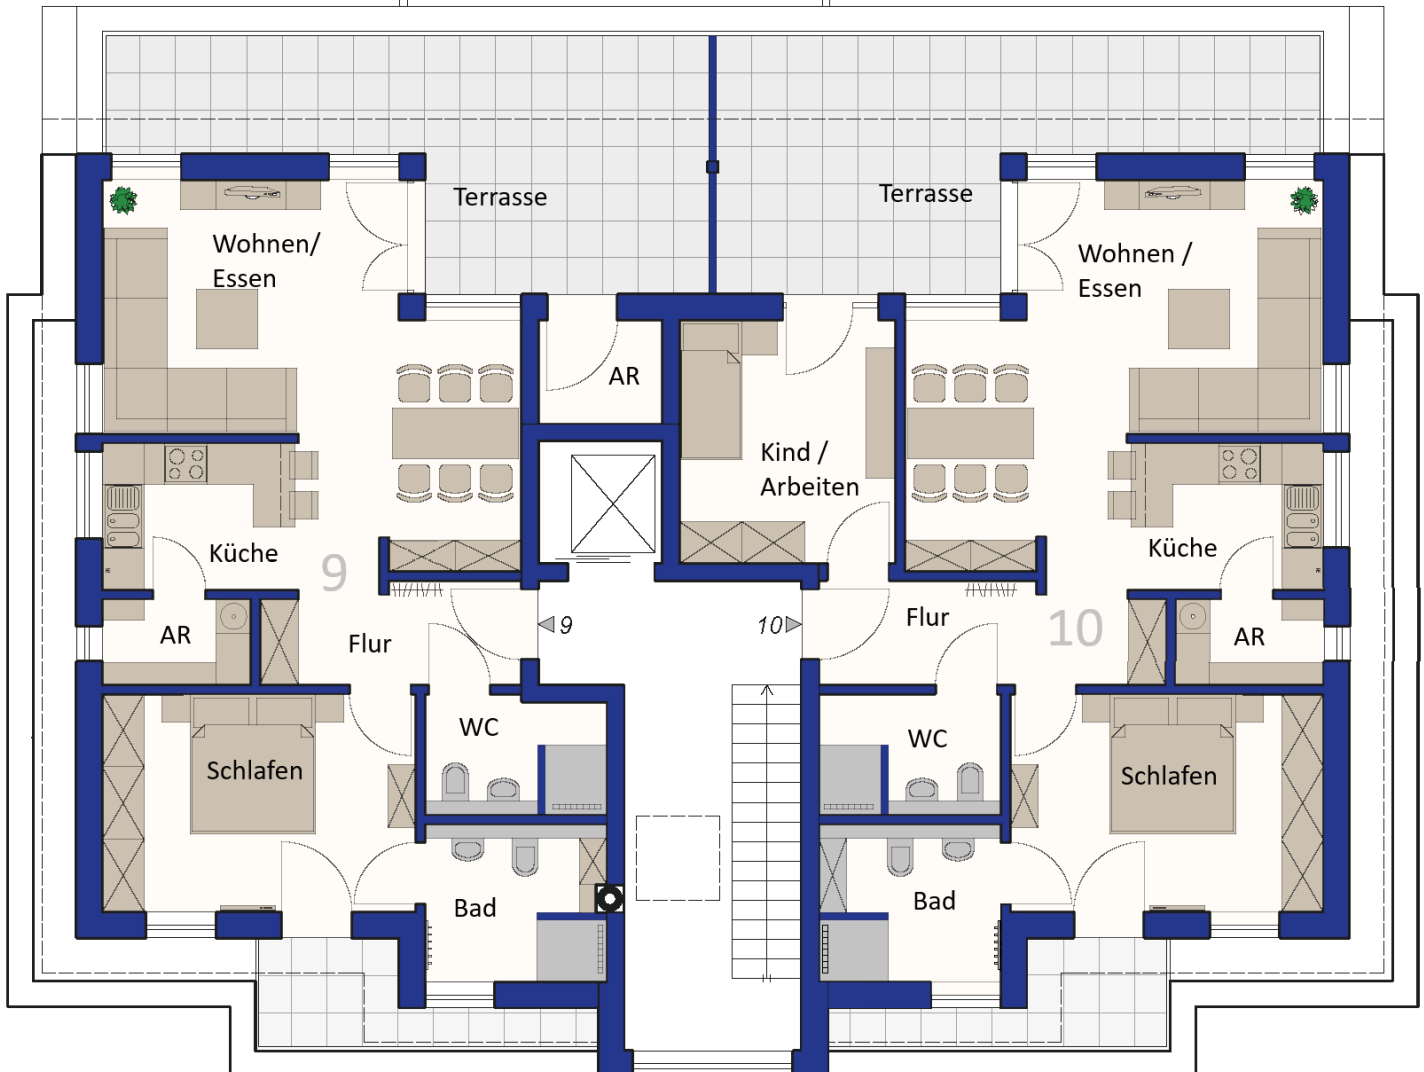 Terrasse
Terrasse
Wohnen/
Essen
Wohnen /
Essen
AR
Kind /
Arbeiten
Küche
9
Küche
AR
Flur
9
10
Flur
10
AR
WC
WC
Schlafen
Schlafen
Bad
Bad